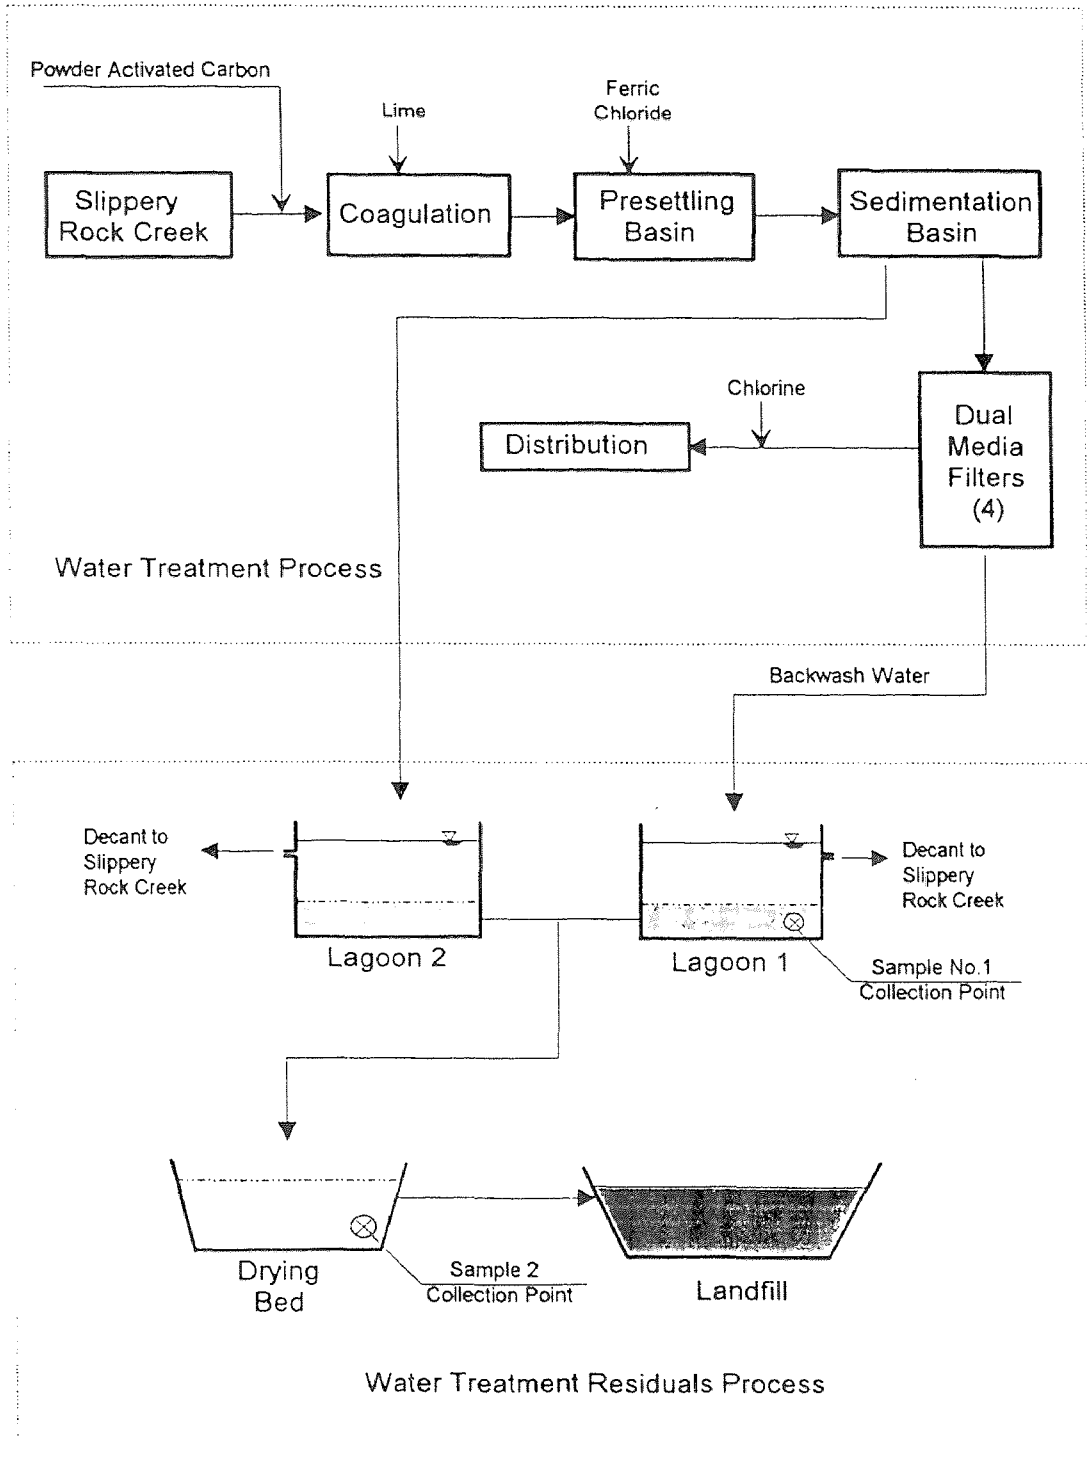 Powder Activated Carbon
Lime
Ferric
Chloride
Slippery
Rock Creek
Coagulation
Presettling
Basin
Sedimentation
Basin
Chlorine
Distribution
Dual
Media
Filters
(4)
Water Treatment Process
Backwash Water
Decant to
Slippery
Rock Creek
Lagoon 2
Lagoon 1
Decant to
Slippery
Rock Creek
Sample No.1
Collection Point
Drying
Bed
Sample 2
Collection Point
Landfill
Water Treatment Residuals Process